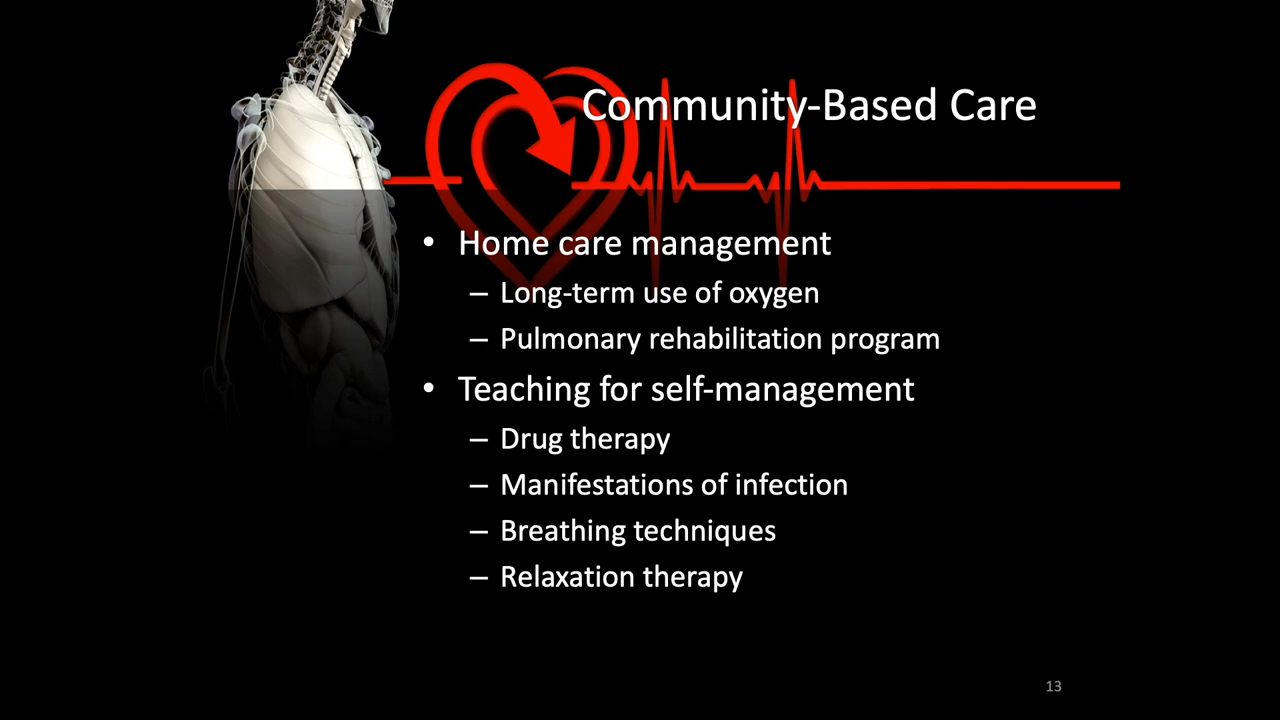 Community-Based Care
• Home care management
– Long-term use of oxygen
– Pulmonary rehabilitation program
• Teaching for self-management
– Drug therapy
– Manifestations of infection
– Breathing techniques
– Relaxation therapy
13